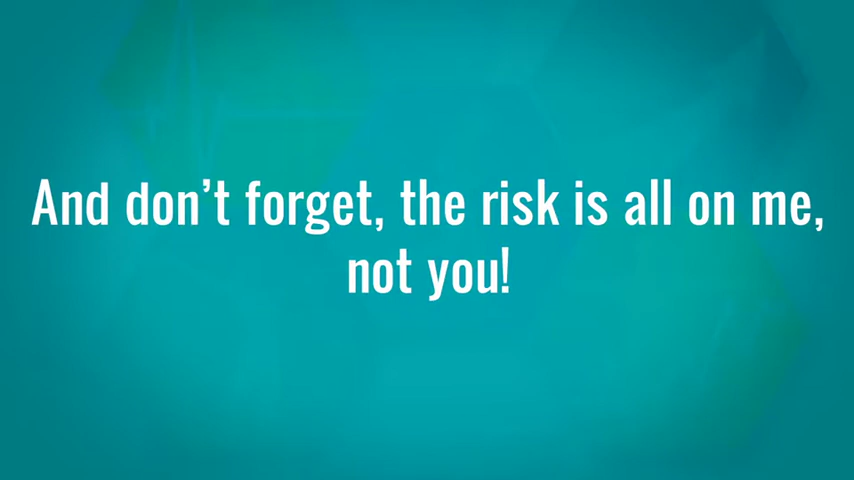 And don’t forget, the risk is all on me,
not you!